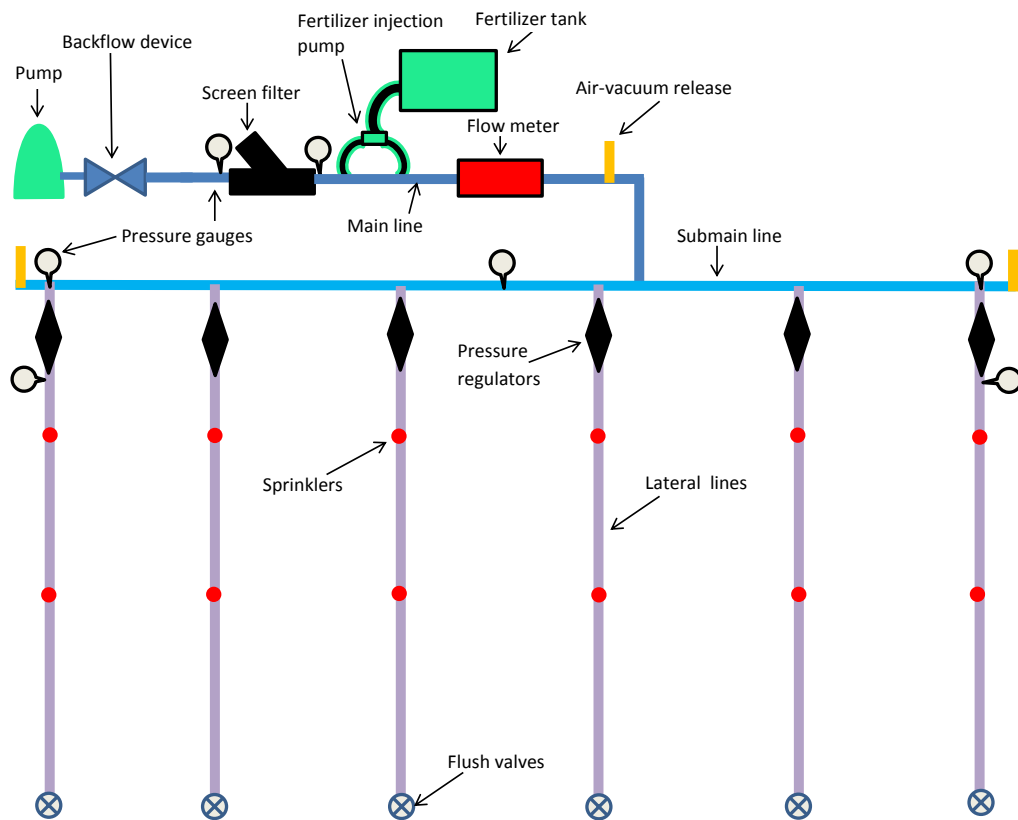 Fertilizer injection
pump
Fertilizer tank
Backflow device
Pump
Screen filter
Air-vacuum release
Flow meter
Main line
Pressure gauges
Submain line
Pressure
regulators
Sprinklers
Lateral  lines
Flush valves